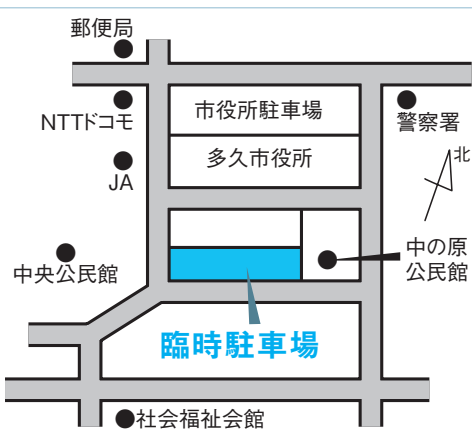 郵便局
NTTドコモ
市役所駐車場
警察署
多久市役所
北
JA
中の原
公民館
中央公民館
臨時駐車場
社会福祉会館